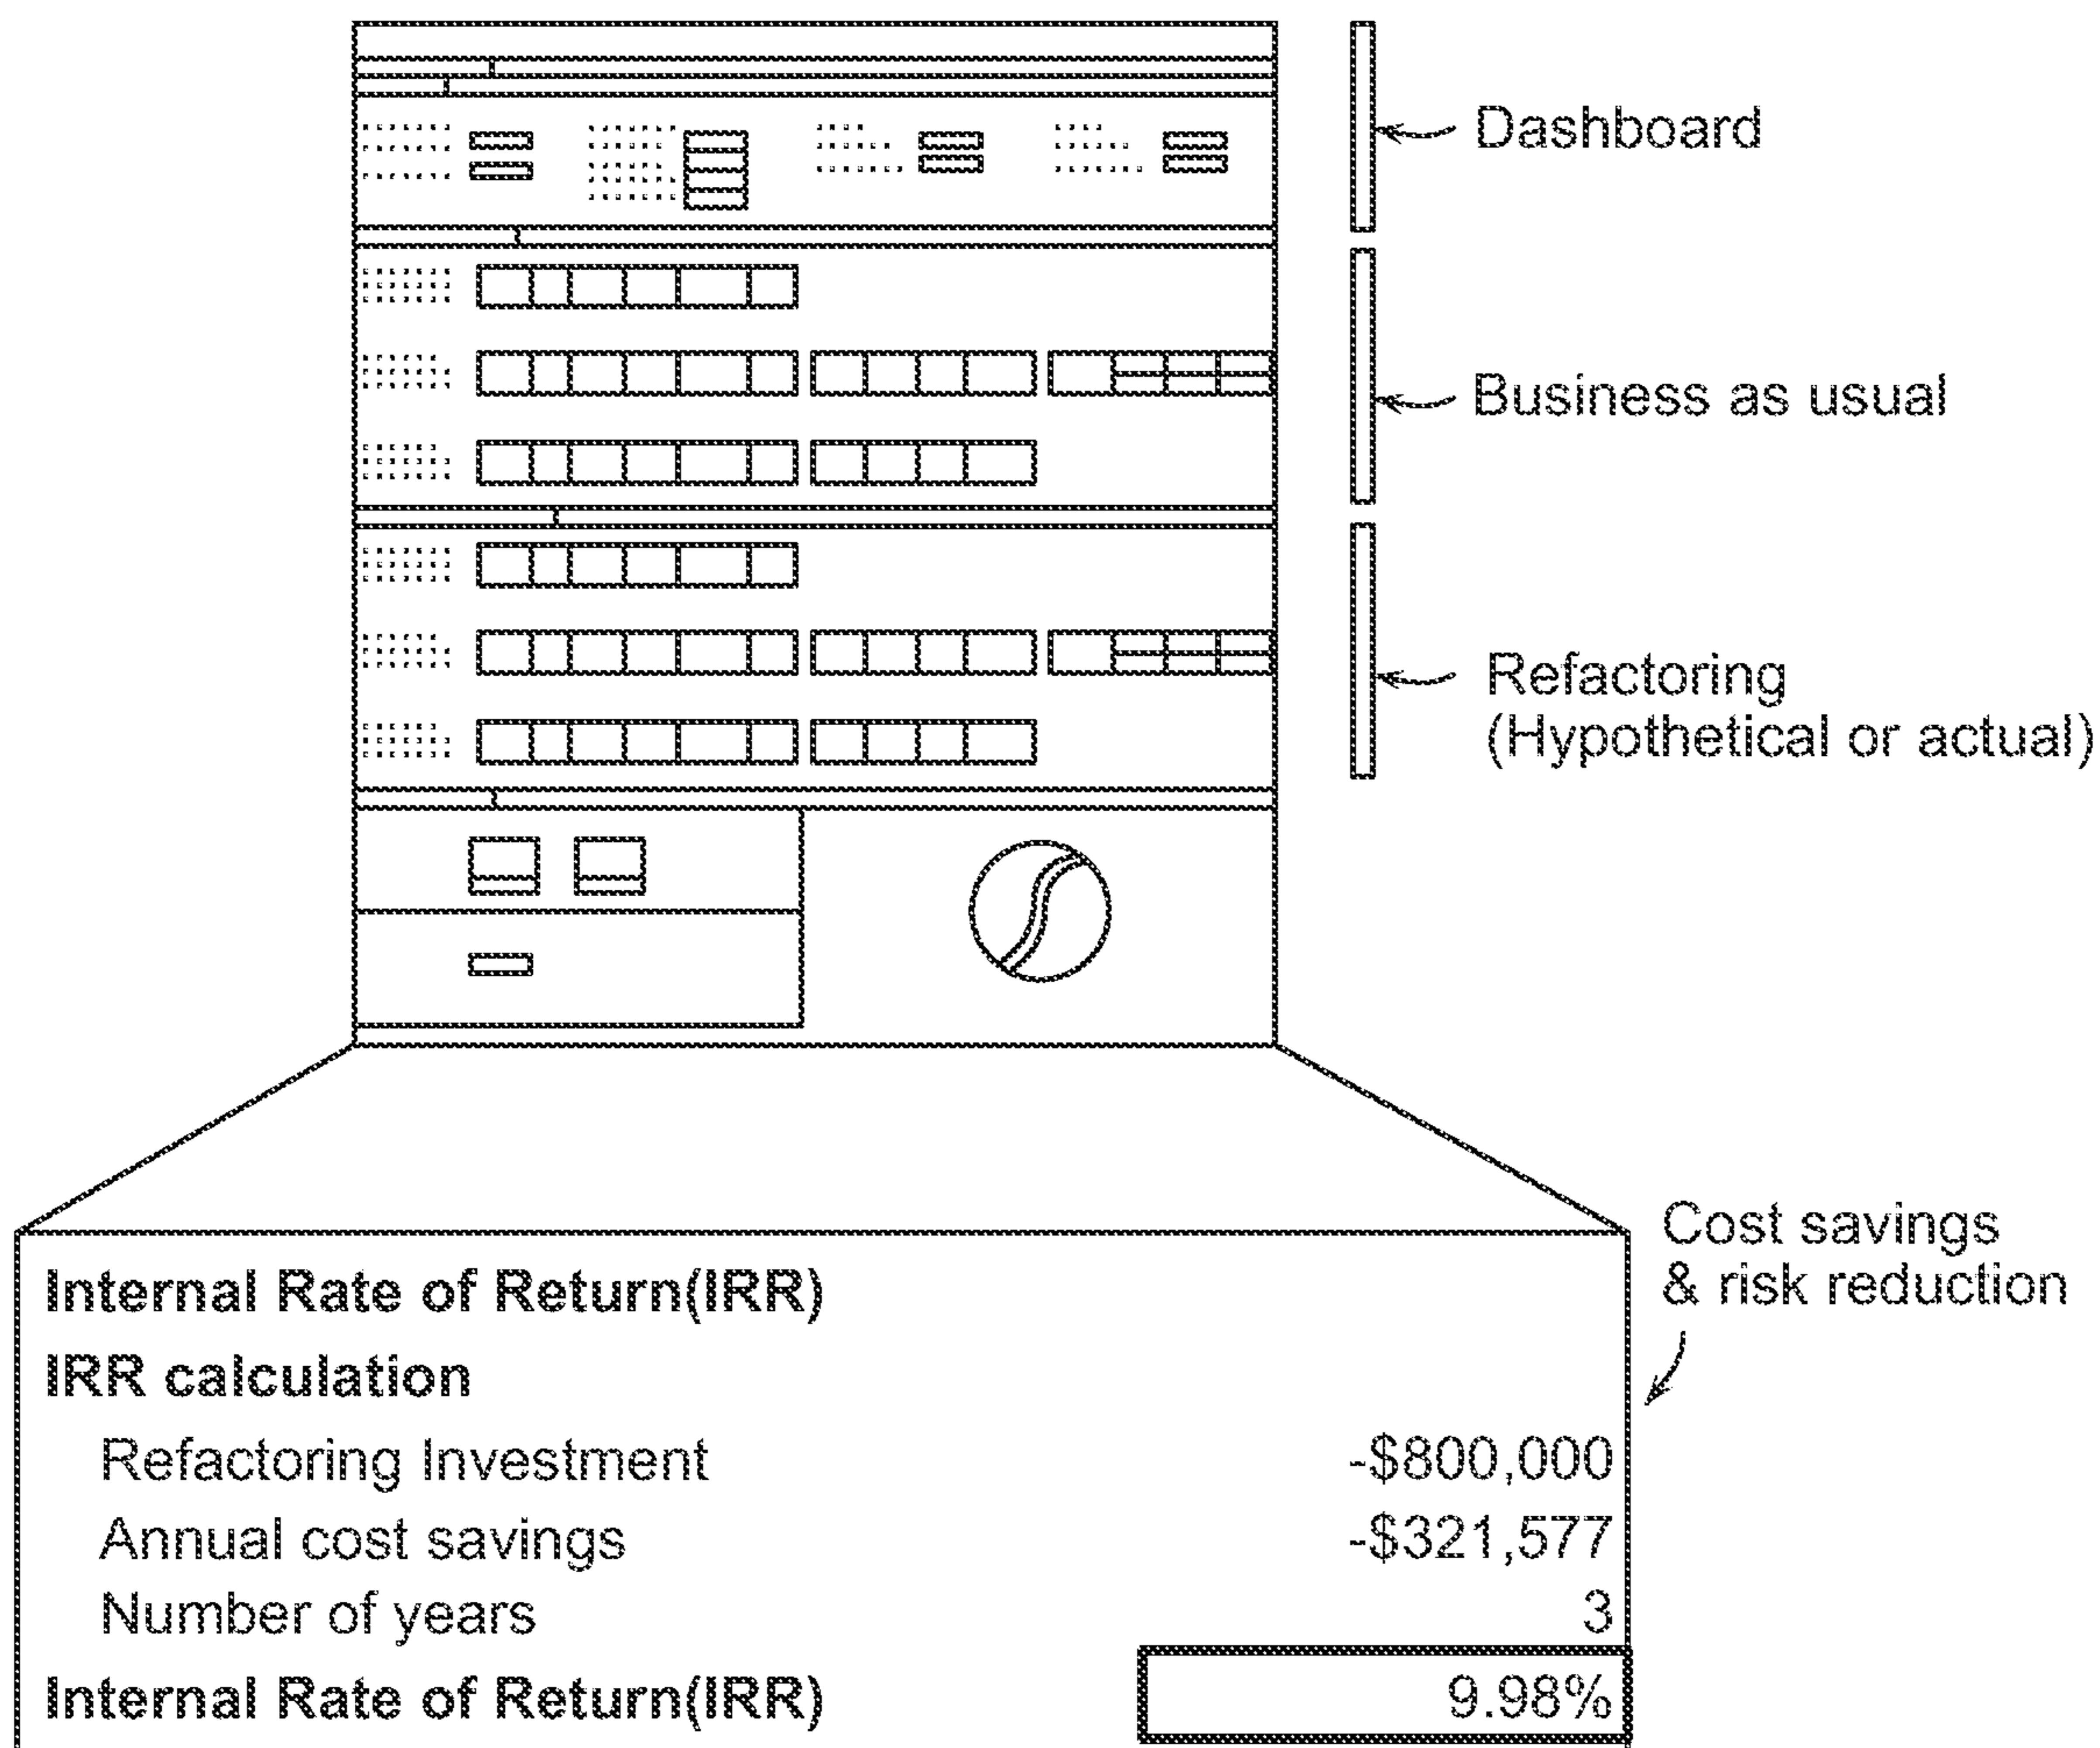 Dashboard
Business as usual
Refactoring
(Hypothetical or actual)
Cost savings
& risk reduction
Internal Rate of Return(IRR)
IRR calculation
Refactoring Investment -$800,000
Annual cost savings -$321,577
Number of years 3
Internal Rate of Return(IRR) 9.98%